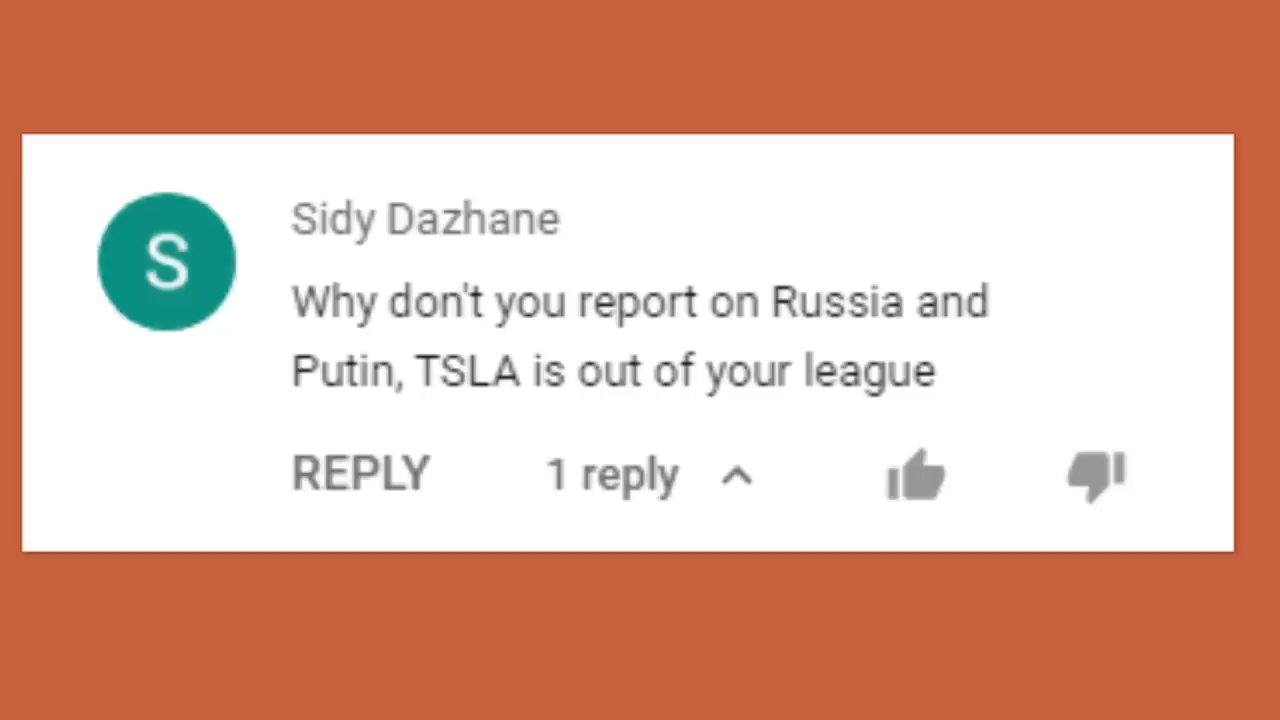 S
Sidy Dazhane
Why don't you report on Russia and
Putin, TSLA is out of your league
REPLY 1 reply